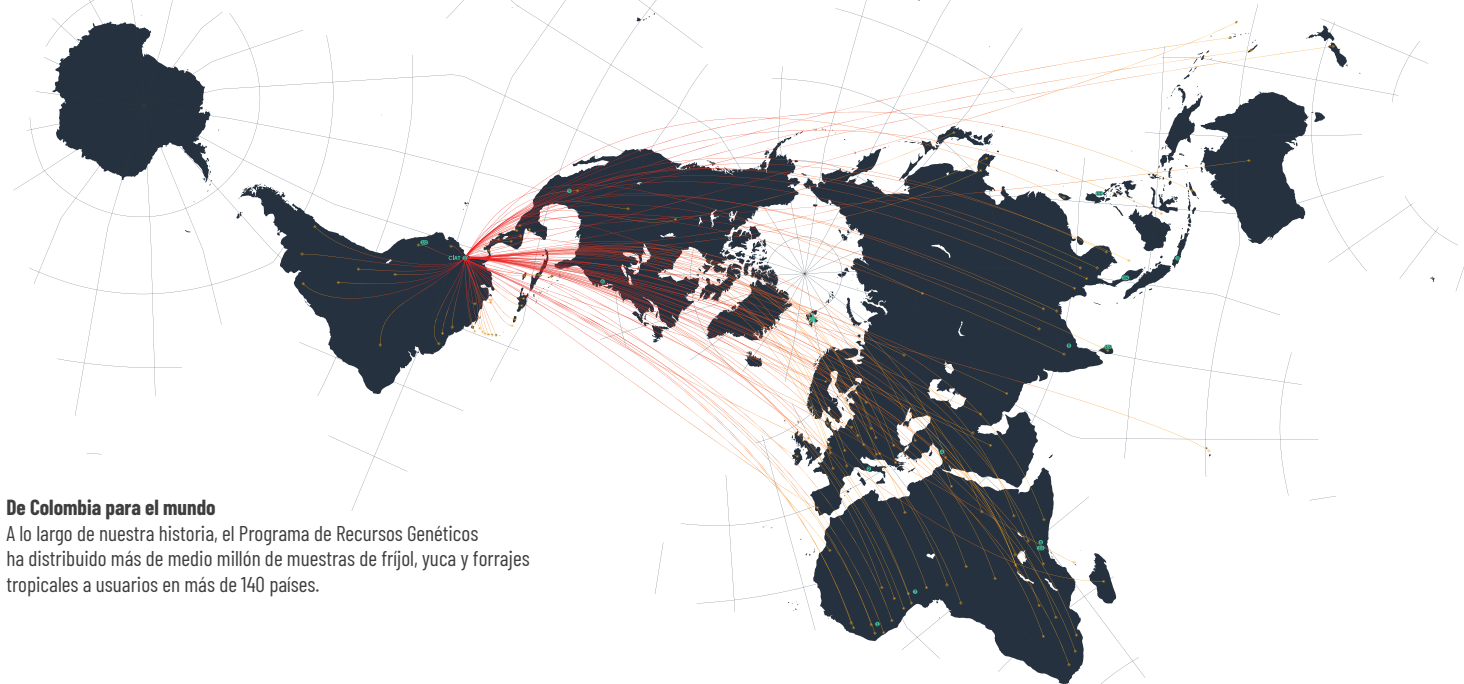 CIAT
De Colombia para el mundo
A lo largo de nuestra historia, el Programa de Recursos Genéticos
ha distribuido más de medio millón de muestras de fríjol, yuca y forrajes
tropicales a usuarios en más de 140 países.